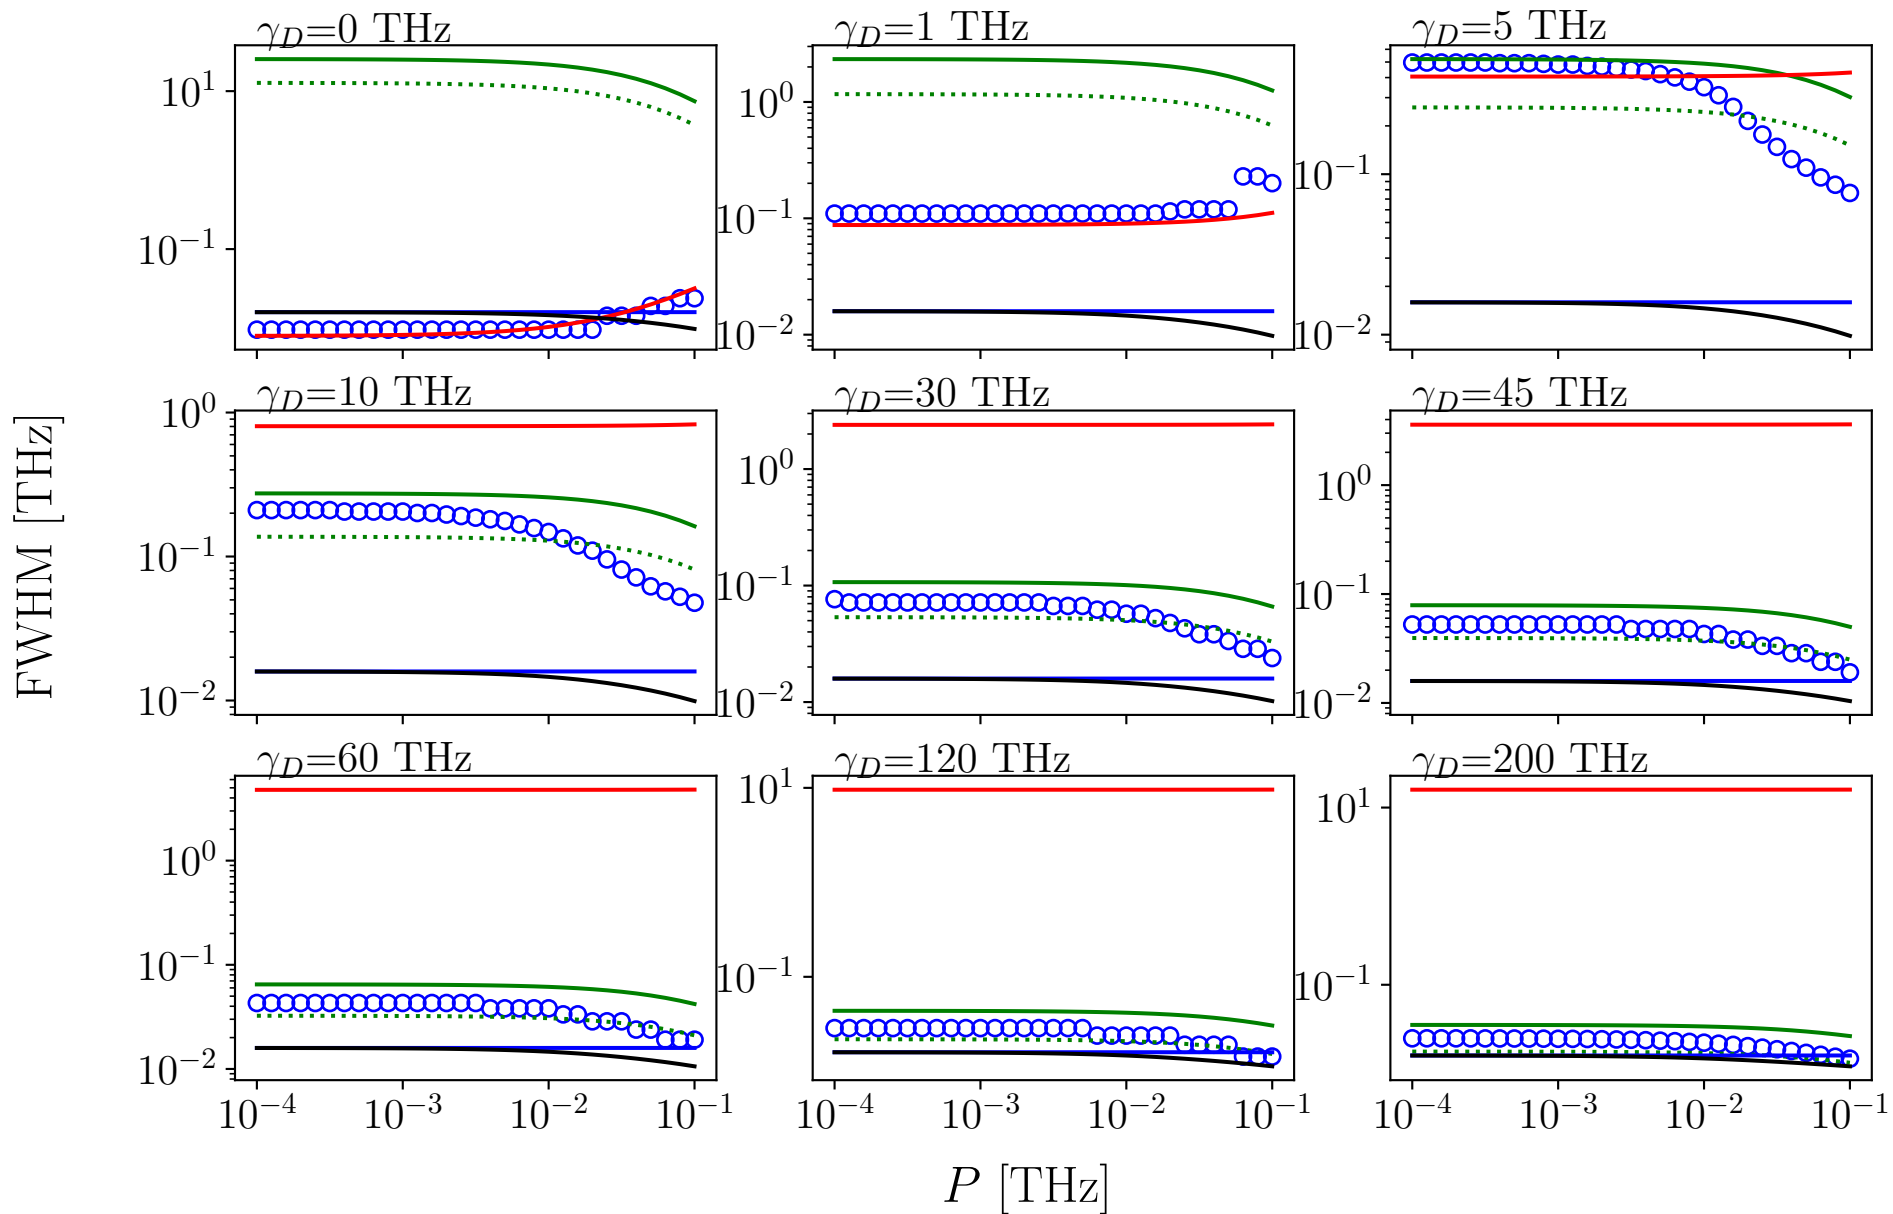 γ_D=0 THz
γ_D=1 THz
γ_D=5 THz
10^1
10^−1
10^0
10^−1
10^−2
10^−1
10^−2
γ_D=10 THz
γ_D=30 THz
γ_D=45 THz
10^0
10^−1
10^−2
10^0
10^−1
10^−2
10^0
10^−1
10^−2
FWHM [THz]
γ_D=60 THz
γ_D=120 THz
γ_D=200 THz
10^0
10^−1
10^−2
10^1
10^−1
10^1
10^−1
10^−4 10^−3 10^−2 10^−1
10^−4 10^−3 10^−2 10^−1
10^−4 10^−3 10^−2 10^−1
P [THz]